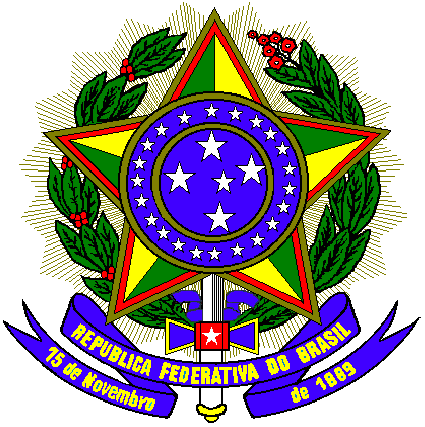 REPUBLICA FEDERATIVA DO BRASIL
15 de Novembro
de 1889